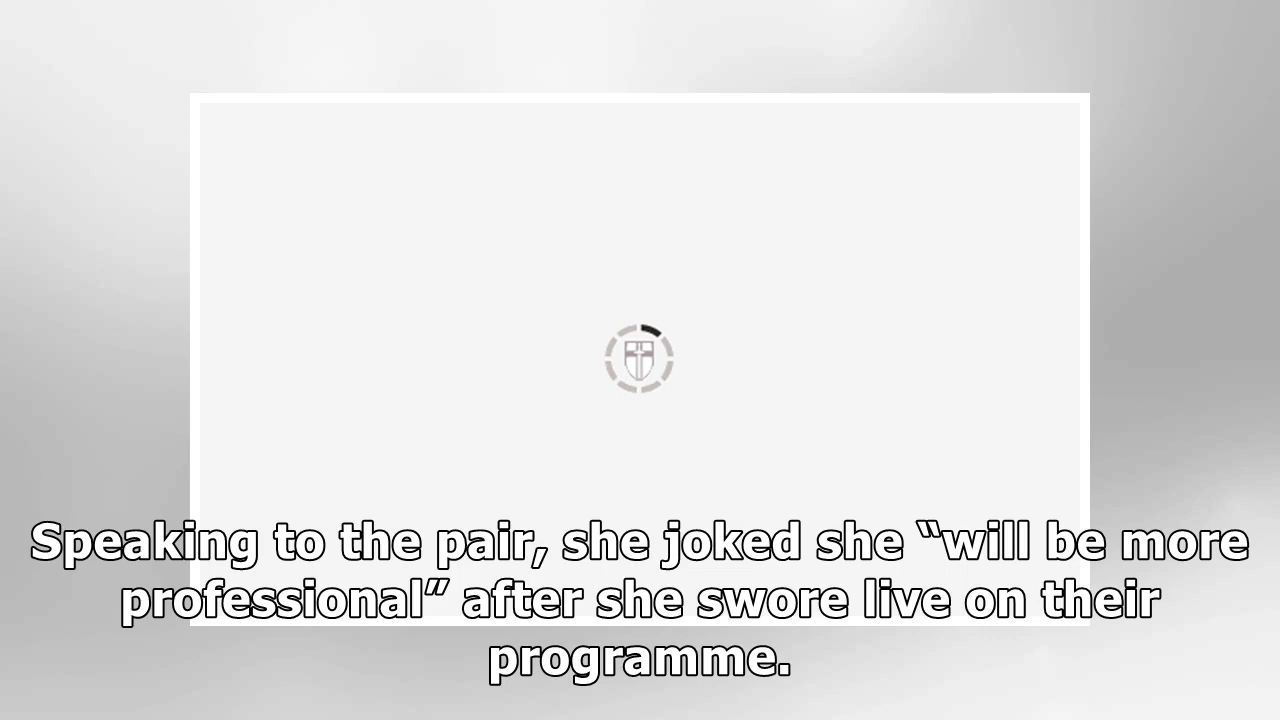 Speaking to the pair, she joked she “will be more
professional” after she swore live on their
programme.